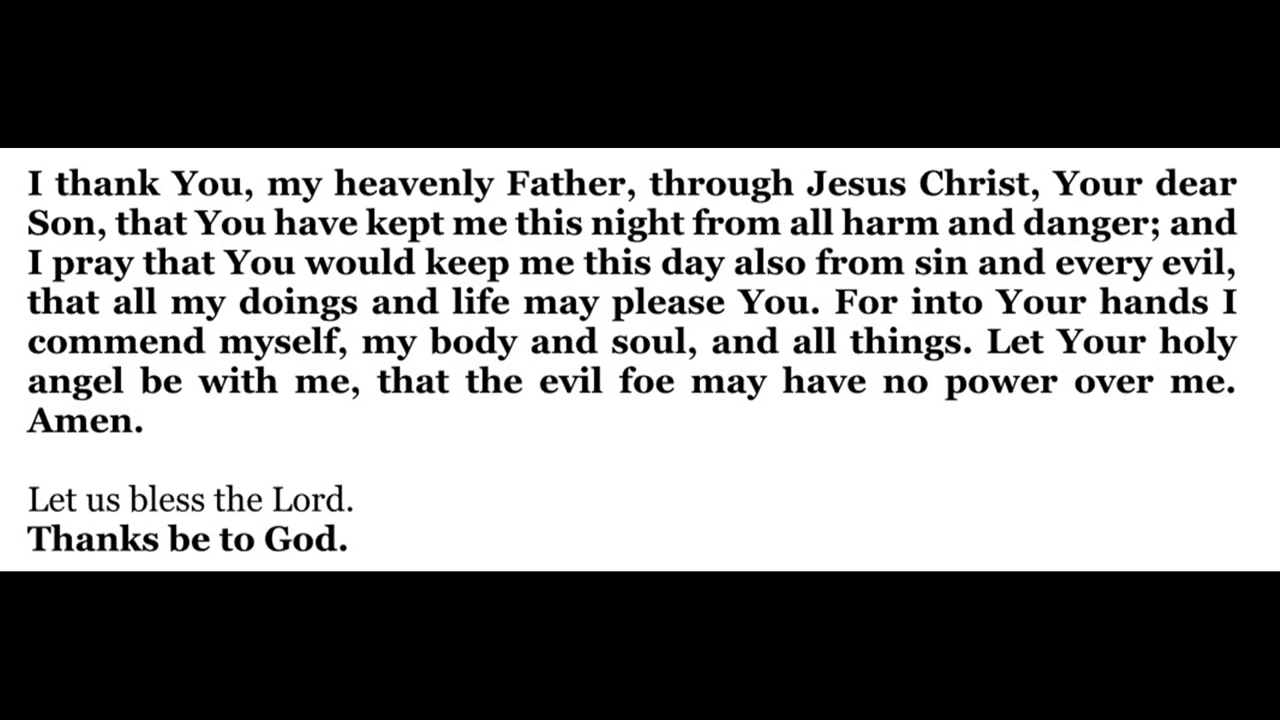 I thank You, my heavenly Father, through Jesus Christ, Your dear
Son, that You have kept me this night from all harm and danger; and
I pray that You would keep me this day also from sin and every evil,
that all my doings and life may please You. For into Your hands I
commend myself, my body and soul, and all things. Let Your holy
angel be with me, that the evil foe may have no power over me.
Amen.
Let us bless the Lord.
Thanks be to God.